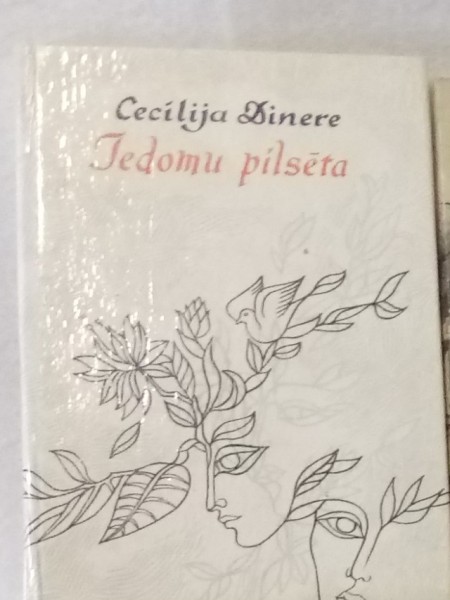 Cecīlija Dinere
Iedomu pilsēta